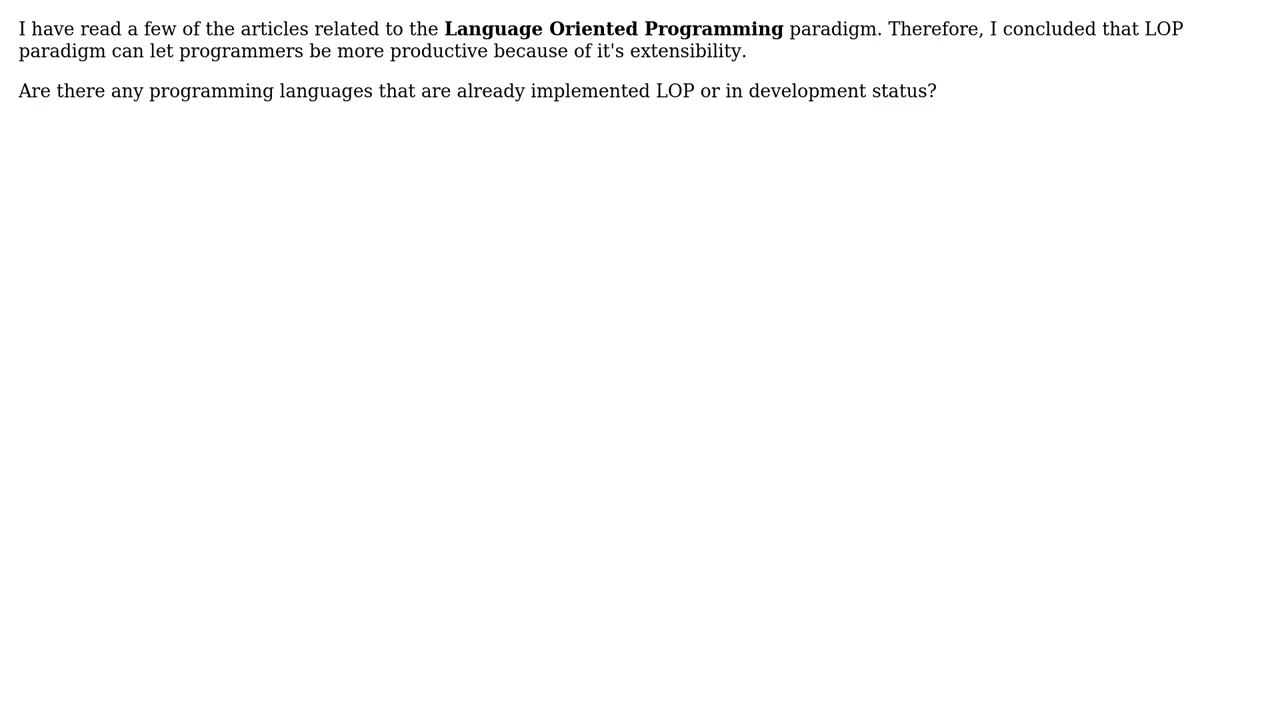 I have read a few of the articles related to the Language Oriented Programming paradigm. Therefore, I concluded that LOP
paradigm can let programmers be more productive because of it's extensibility.
Are there any programming languages that are already implemented LOP or in development status?